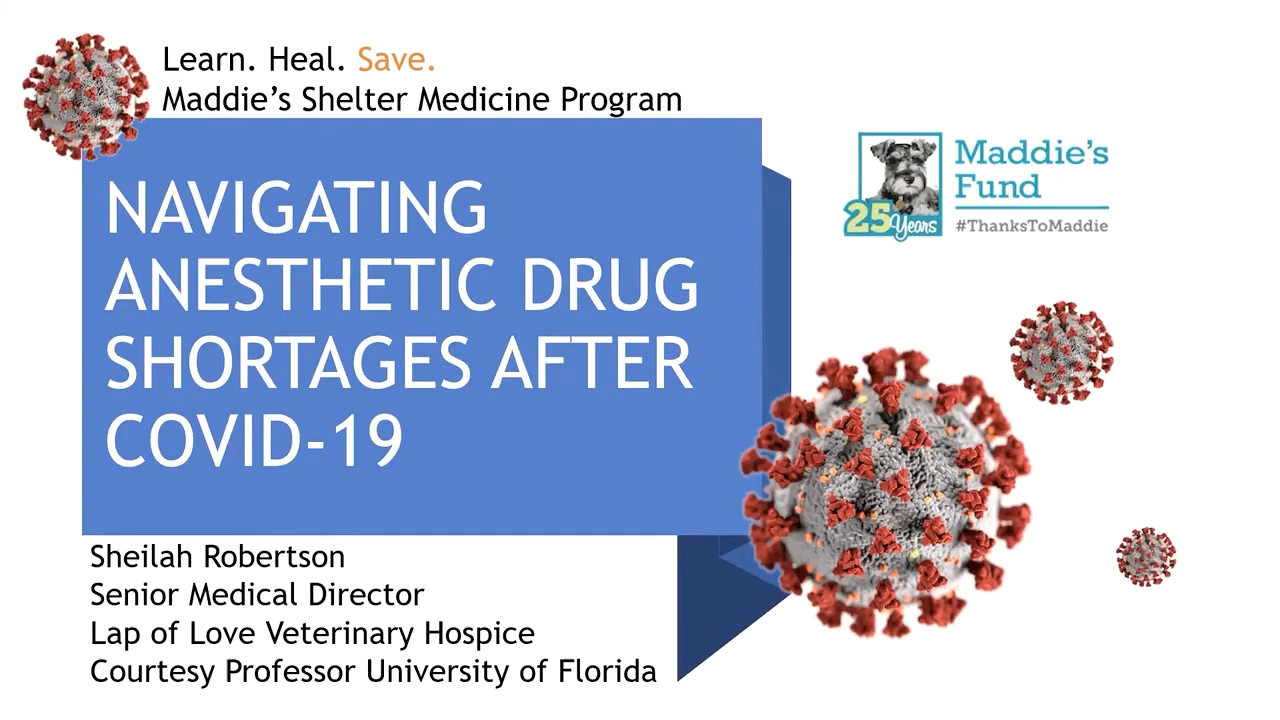 Learn. Heal. Save.
Maddie’s Shelter Medicine Program
NAVIGATING
ANESTHETIC DRUG
SHORTAGES AFTER
COVID-19
Maddie's
Fund
25 Years
#ThanksToMaddie
Sheilah Robertson
Senior Medical Director
Lap of Love Veterinary Hospice
Courtesy Professor University of Florida